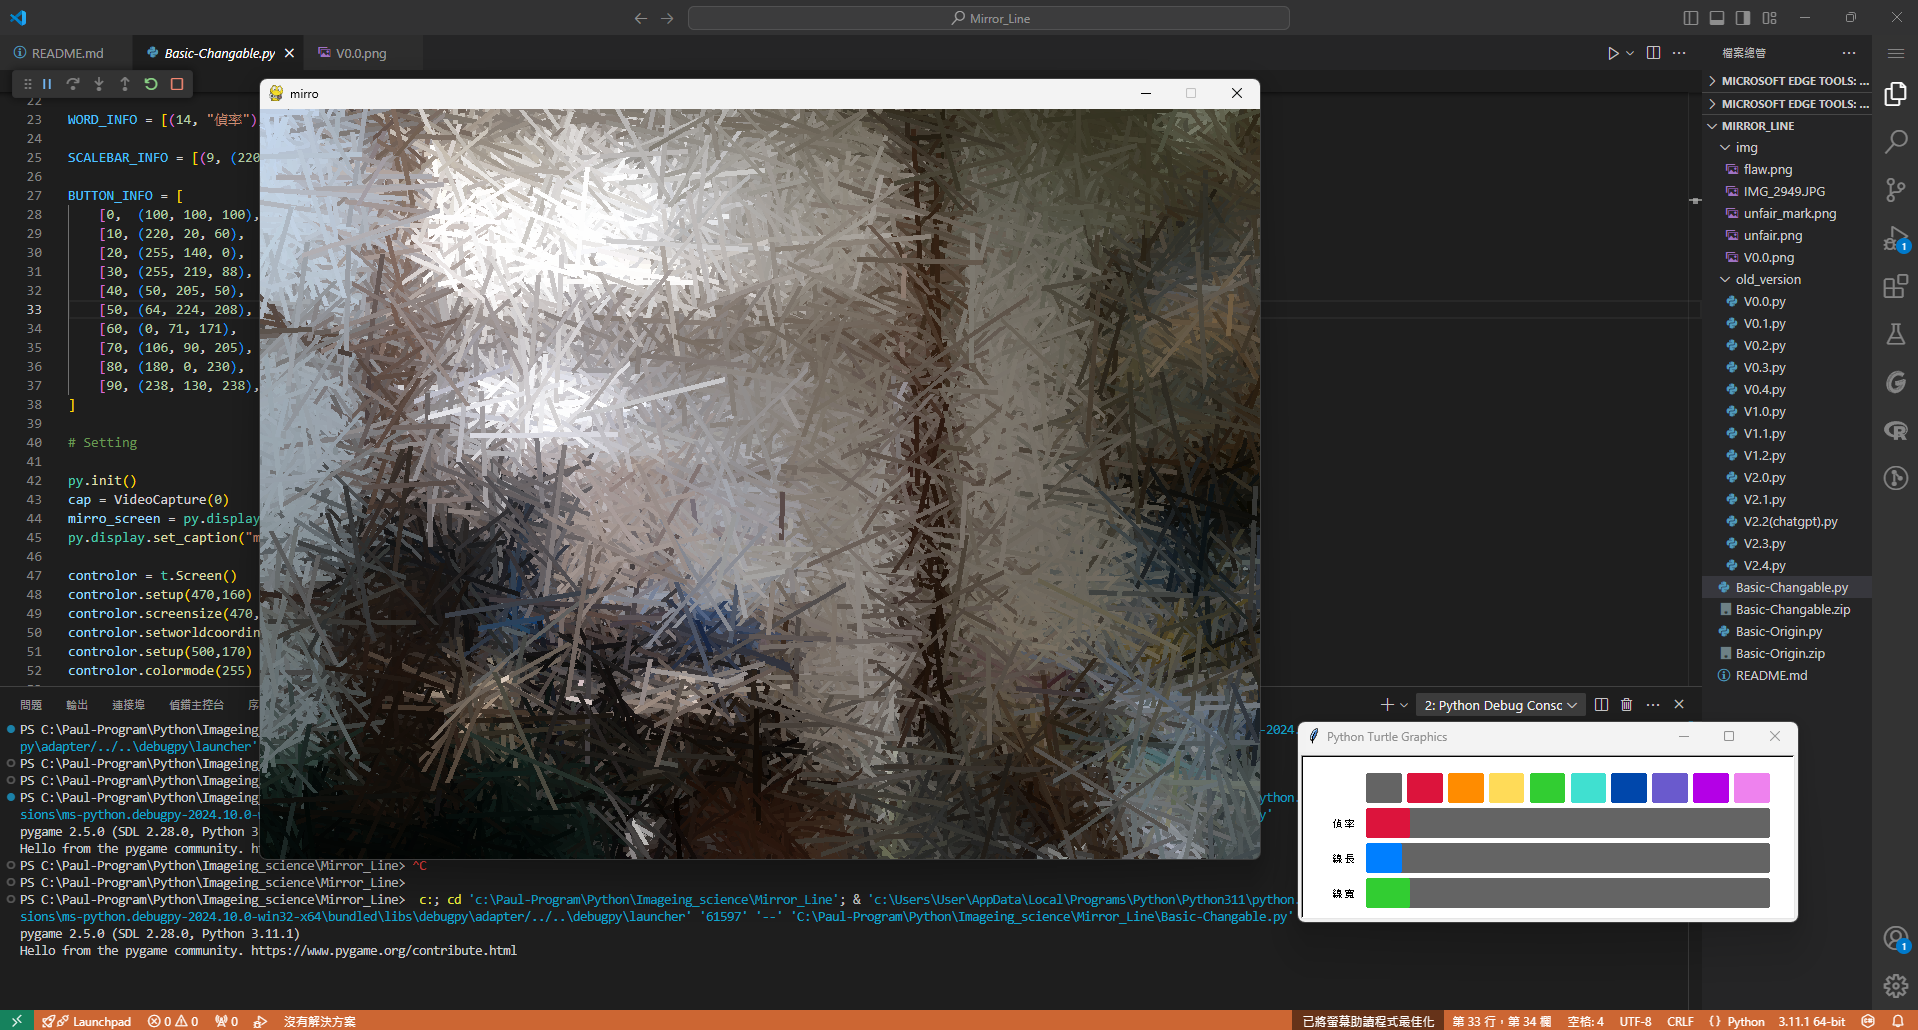 Mirror_Line
README.md
Basic-Changable.py
V0.0.png
檔案總管
22
23 WORD_INFO = [(14, "偵率")
24
25 SCALEBAR_INFO = [(9, (220
26
27 BUTTON_INFO = [
28 [0,  (100, 100, 100),
29 [10, (220, 20, 60),
30 [20, (255, 140, 0),
31 [30, (255, 219, 88),
32 [40, (50, 205, 50),
33 [50, (64, 224, 208),
34 [60, (0, 71, 171),
35 [70, (106, 90, 205),
36 [80, (180, 0, 230),
37 [90, (238, 130, 238),
38 ]
39
40 # Setting
41
42 py.init()
43 cap = VideoCapture(0)
44 mirro_screen = py.display
45 py.display.set_caption("m
46
47 controlor = t.Screen()
48 controlor.setup(470,160)
49 controlor.screensize(470,
50 controlor.setworldcoordin
51 controlor.setup(500,170)
52 controlor.colormode(255)
mirro
MICROSOFT EDGE TOOLS: ...
MICROSOFT EDGE TOOLS: ...
MIRROR_LINE
img
flaw.png
IMG_2949.JPG
unfair_mark.png
unfair.png
V0.0.png
old_version
V0.0.py
V0.1.py
V0.2.py
V0.3.py
V0.4.py
V1.0.py
V1.1.py
V1.2.py
V2.0.py
V2.1.py
V2.2(chatgpt).py
V2.3.py
V2.4.py
Basic-Changable.py
Basic-Changable.zip
Basic-Origin.py
Basic-Origin.zip
README.md
1
1
問題 輸出 連接埠 偵錯主控台 序
2: Python Debug Consc
PS C:\Paul-Program\Python\Imageing_ -2024.
py\adapter/../..\debugpy\launcher'
PS C:\Paul-Program\Python\Imageing_
PS C:\Paul-Program\Python\Imageing_
PS C:\Paul-Program\Python\Imageing_ ython.
sions\ms-python.debugpy-2024.10.0-w y'
pygame 2.5.0 (SDL 2.28.0, Python 3.1
Hello from the pygame community. ht
PS C:\Paul-Program\Python\Imageing_science\Mirror_Line> ^C
PS C:\Paul-Program\Python\Imageing_science\Mirror_Line>
PS C:\Paul-Program\Python\Imageing_science\Mirror_Line>  c:; cd 'c:\Paul-Program\Python\Imageing_science\Mirror_Line'; & 'c:\Users\User\AppData\Local\Programs\Python\Python311\python.
sions\ms-python.debugpy-2024.10.0-win32-x64\bundled\libs\debugpy\adapter/../..\debugpy\launcher' '61597' '--' 'C:\Paul-Program\Python\Imageing_science\Mirror_Line\Basic-Changable.py'
pygame 2.5.0 (SDL 2.28.0, Python 3.11.1)
Hello from the pygame community. https://www.pygame.org/contribute.html
Python Turtle Graphics
偵率
線長
線寬
Launchpad 0 0 0 沒有解決方案
已將螢幕助讀程式最佳化 第 33 行，第 34 欄 空格: 4 UTF-8 CRLF { } Python 3.11.1 64-bit